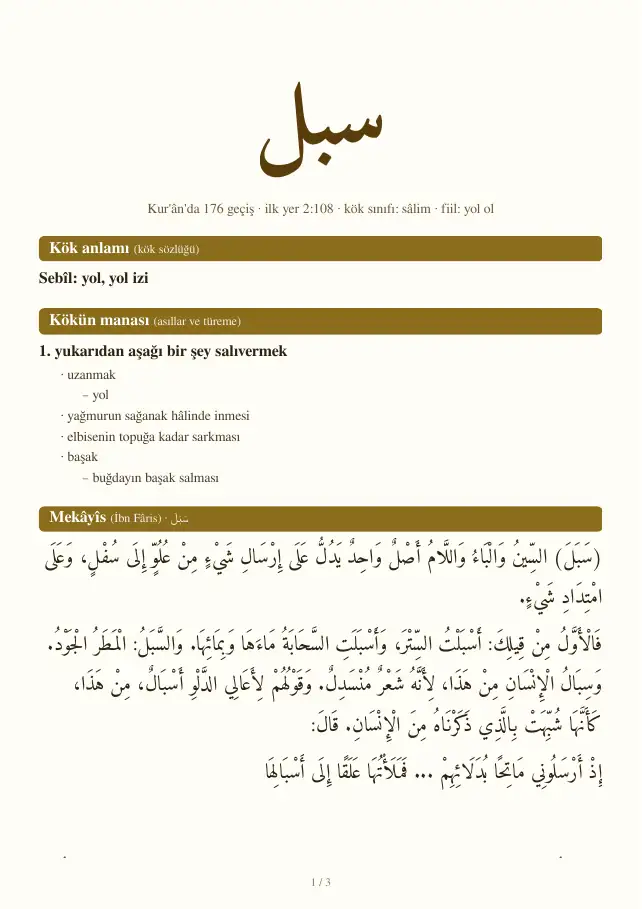 سبل
Kur'ân'da 176 geçiş · ilk yer 2:108 · kök sınıfı: sâlim · fiil: yol ol
Kök anlamı (kök sözlüğü)
Sebîl: yol, yol izi
Kökün manası (asıllar ve türeme)
1. yukarıdan aşağı bir şey salıvermek
· uzanmak
– yol
· yağmurun sağanak hâlinde inmesi
· elbisenin topuğa kadar sarkması
· başak
– buğdayın başak salması
Mekâyîs (İbn Fâris) · سَبَلَ
(سَبَلَ) السِّينُ وَالْبَاءُ وَاللَّامُ أَصْلٌ وَاحِدٌ يَدُلُّ عَلَى إِرْسَالِ شَيْءٍ مِنْ عُلُوٍّ إِلَى سُفْلٍ، وَعَلَى
امْتِدَادِ شَيْءٍ.
فَالْأَوَّلُ مِنْ قِيلِكَ: أَسْبَلْتُ السِّتْرَ، وَأَسْبَلَتِ السَّحَابَةُ مَاءَهَا وَبِمَائِهَا. وَالسَّبَلُ: الْمَطَرُ الْجَوْدُ.
وَسِبَالُ الْإِنْسَانِ مِنْ هَذَا، لِأَنَّهُ شَعْرٌ مُنْسَدِلٌ. وَقَوْلُهُمْ لِأَعَالِي الدَّلْوِ أَسْبَالٌ، مِنْ هَذَا،
كَأَنَّهَا شُبِّهَتْ بِالَّذِي ذَكَرْنَاهُ مِنَ الْإِنْسَانِ. قَالَ:
إِذْ أَرْسَلُونِي مَاتِحًا بُدَلَائِهِمْ ... فَمَلَأْتُهَا عَلَقًا إِلَى أَسْبَالِهَا
1 / 3